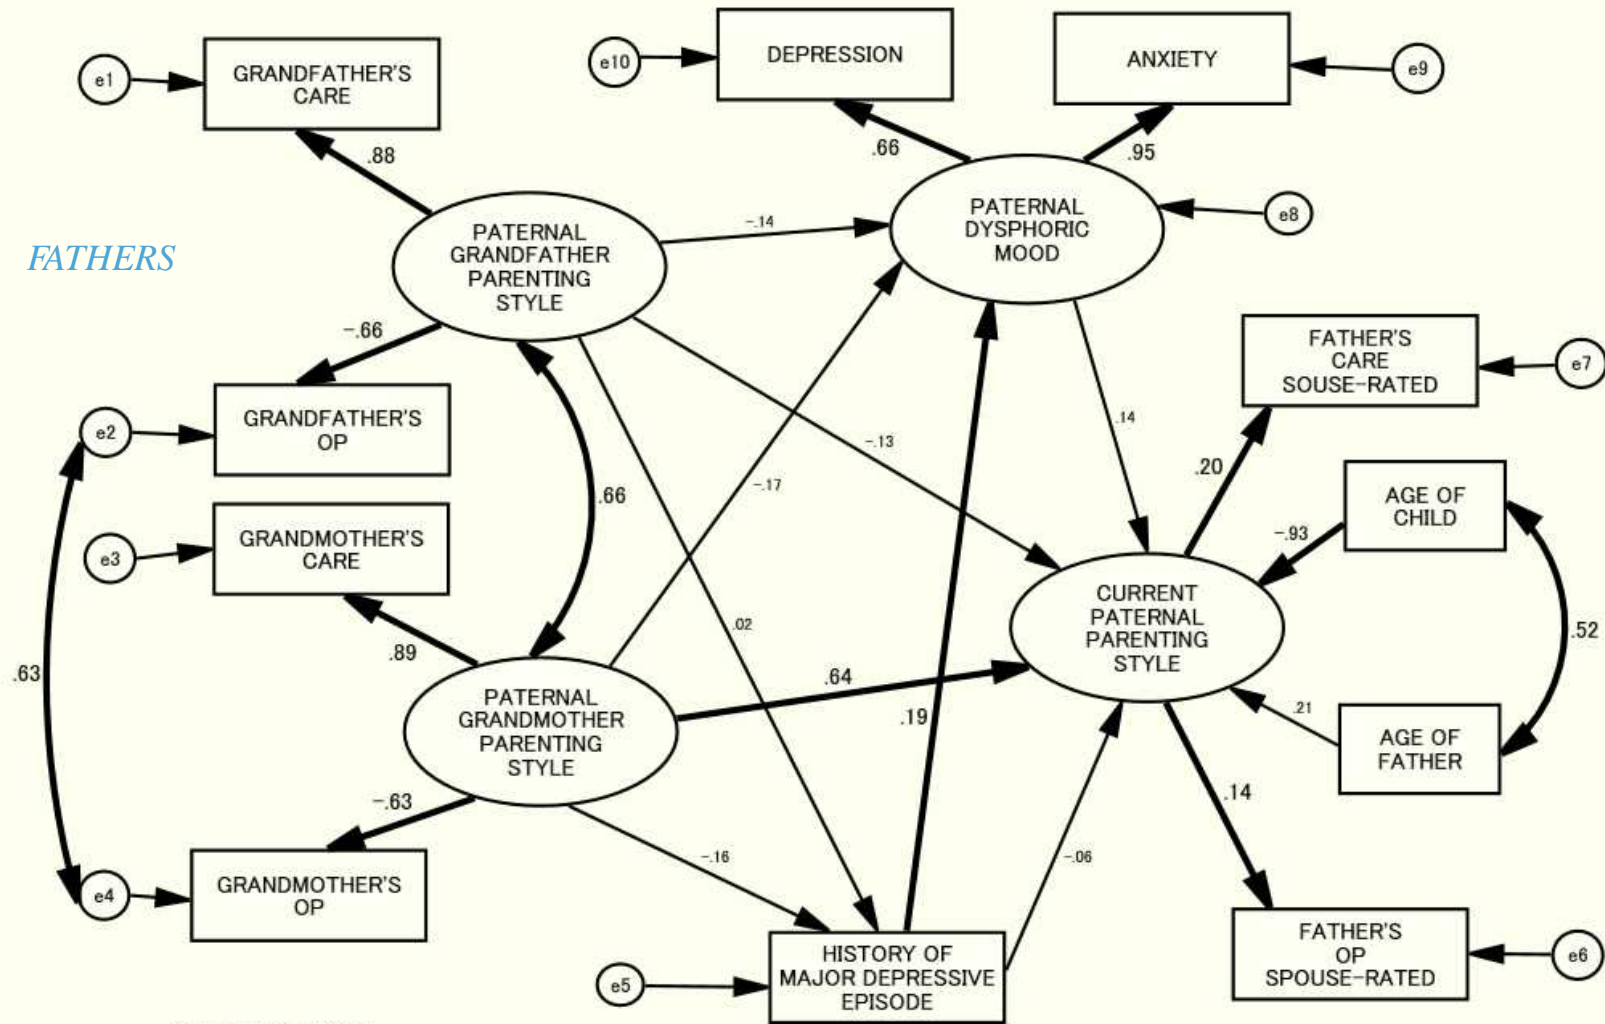 e1
GRANDFATHER'S
CARE
e10
DEPRESSION
ANXIETY
e9
.88
.66
.95
FATHERS
PATERNAL
GRANDFATHER
PARENTING
STYLE
-.14
PATERNAL
DYSPHORIC
MOOD
e8
-.66
e2
GRANDFATHER'S
OP
-.13
.14
FATHER'S
CARE
SOUSE-RATED
e7
.20
-.17
.66
AGE OF
CHILD
-.93
e3
GRANDMOTHER'S
CARE
.89
.02
CURRENT
PATERNAL
PARENTING
STYLE
.52
.63
.64
.19
PATERNAL
GRANDMOTHER
PARENTING
STYLE
.21
AGE OF
FATHER
-.63
.14
-.16
-.06
e4
GRANDMOTHER'S
OP
e5
HISTORY OF
MAJOR DEPRESSIVE
EPISODE
FATHER'S
OP
SPOUSE-RATED
e6